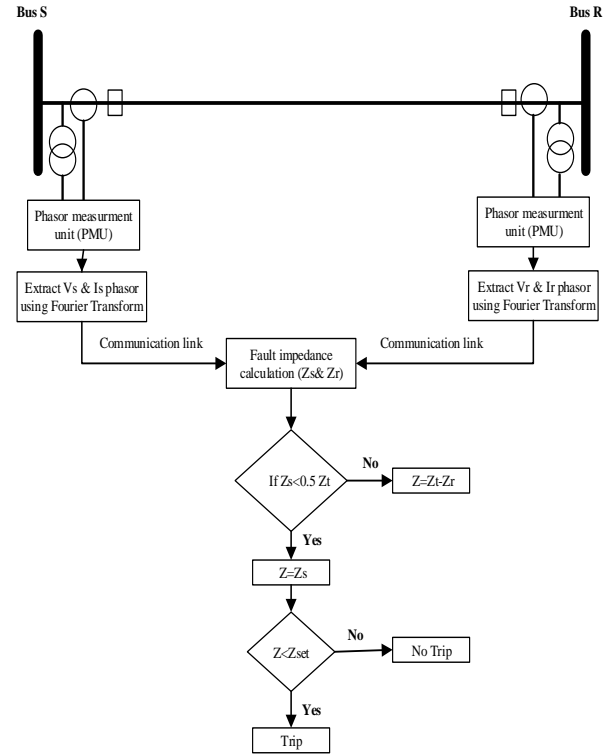 Bus S
Bus R
Phasor measurment
unit (PMU)
Phasor measurment
unit (PMU)
Extract Vs & Is phasor
using Fourier Transform
Extract Vr & Ir phasor
using Fourier Transform
Communication link
Communication link
Fault impedance
calculation (Zs& Zr)
If Zs<0.5 Zt
No
Z=Zt-Zr
Yes
Z=Zs
Z<Zset
No
No Trip
Yes
Trip